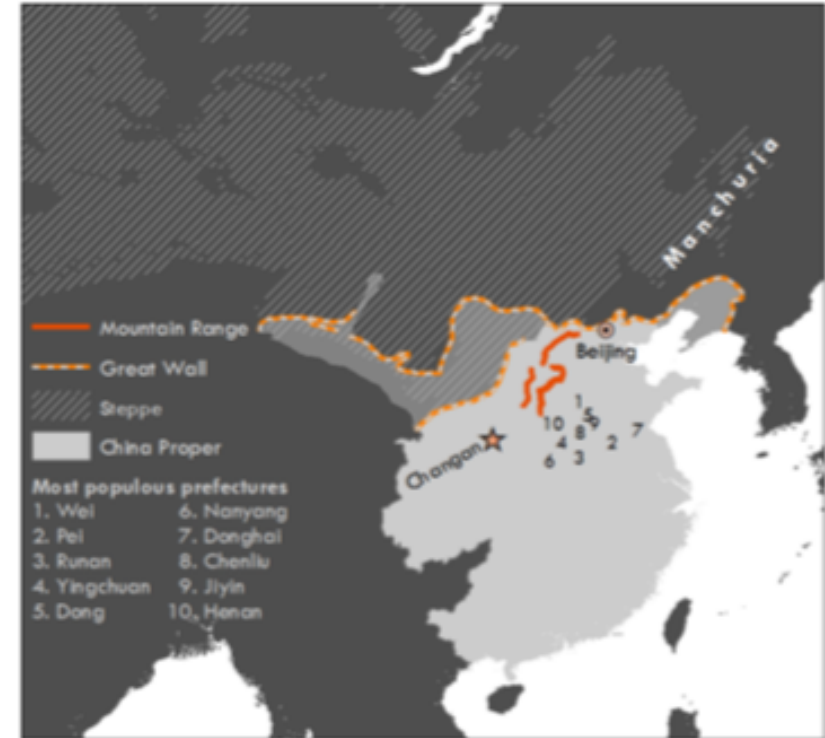 Manchuria
Mountain Range
Great Wall
Steppe
China Proper
Beijing
Changan
Most populous prefectures
1. Wei 6. Nanyang
2. Pei 7. Donghai
3. Runan 8. Chenliu
4. Yingchuan 9. Jiyin
5. Dong 10. Henan
1
5
9
10
8
7
4
2
6
3